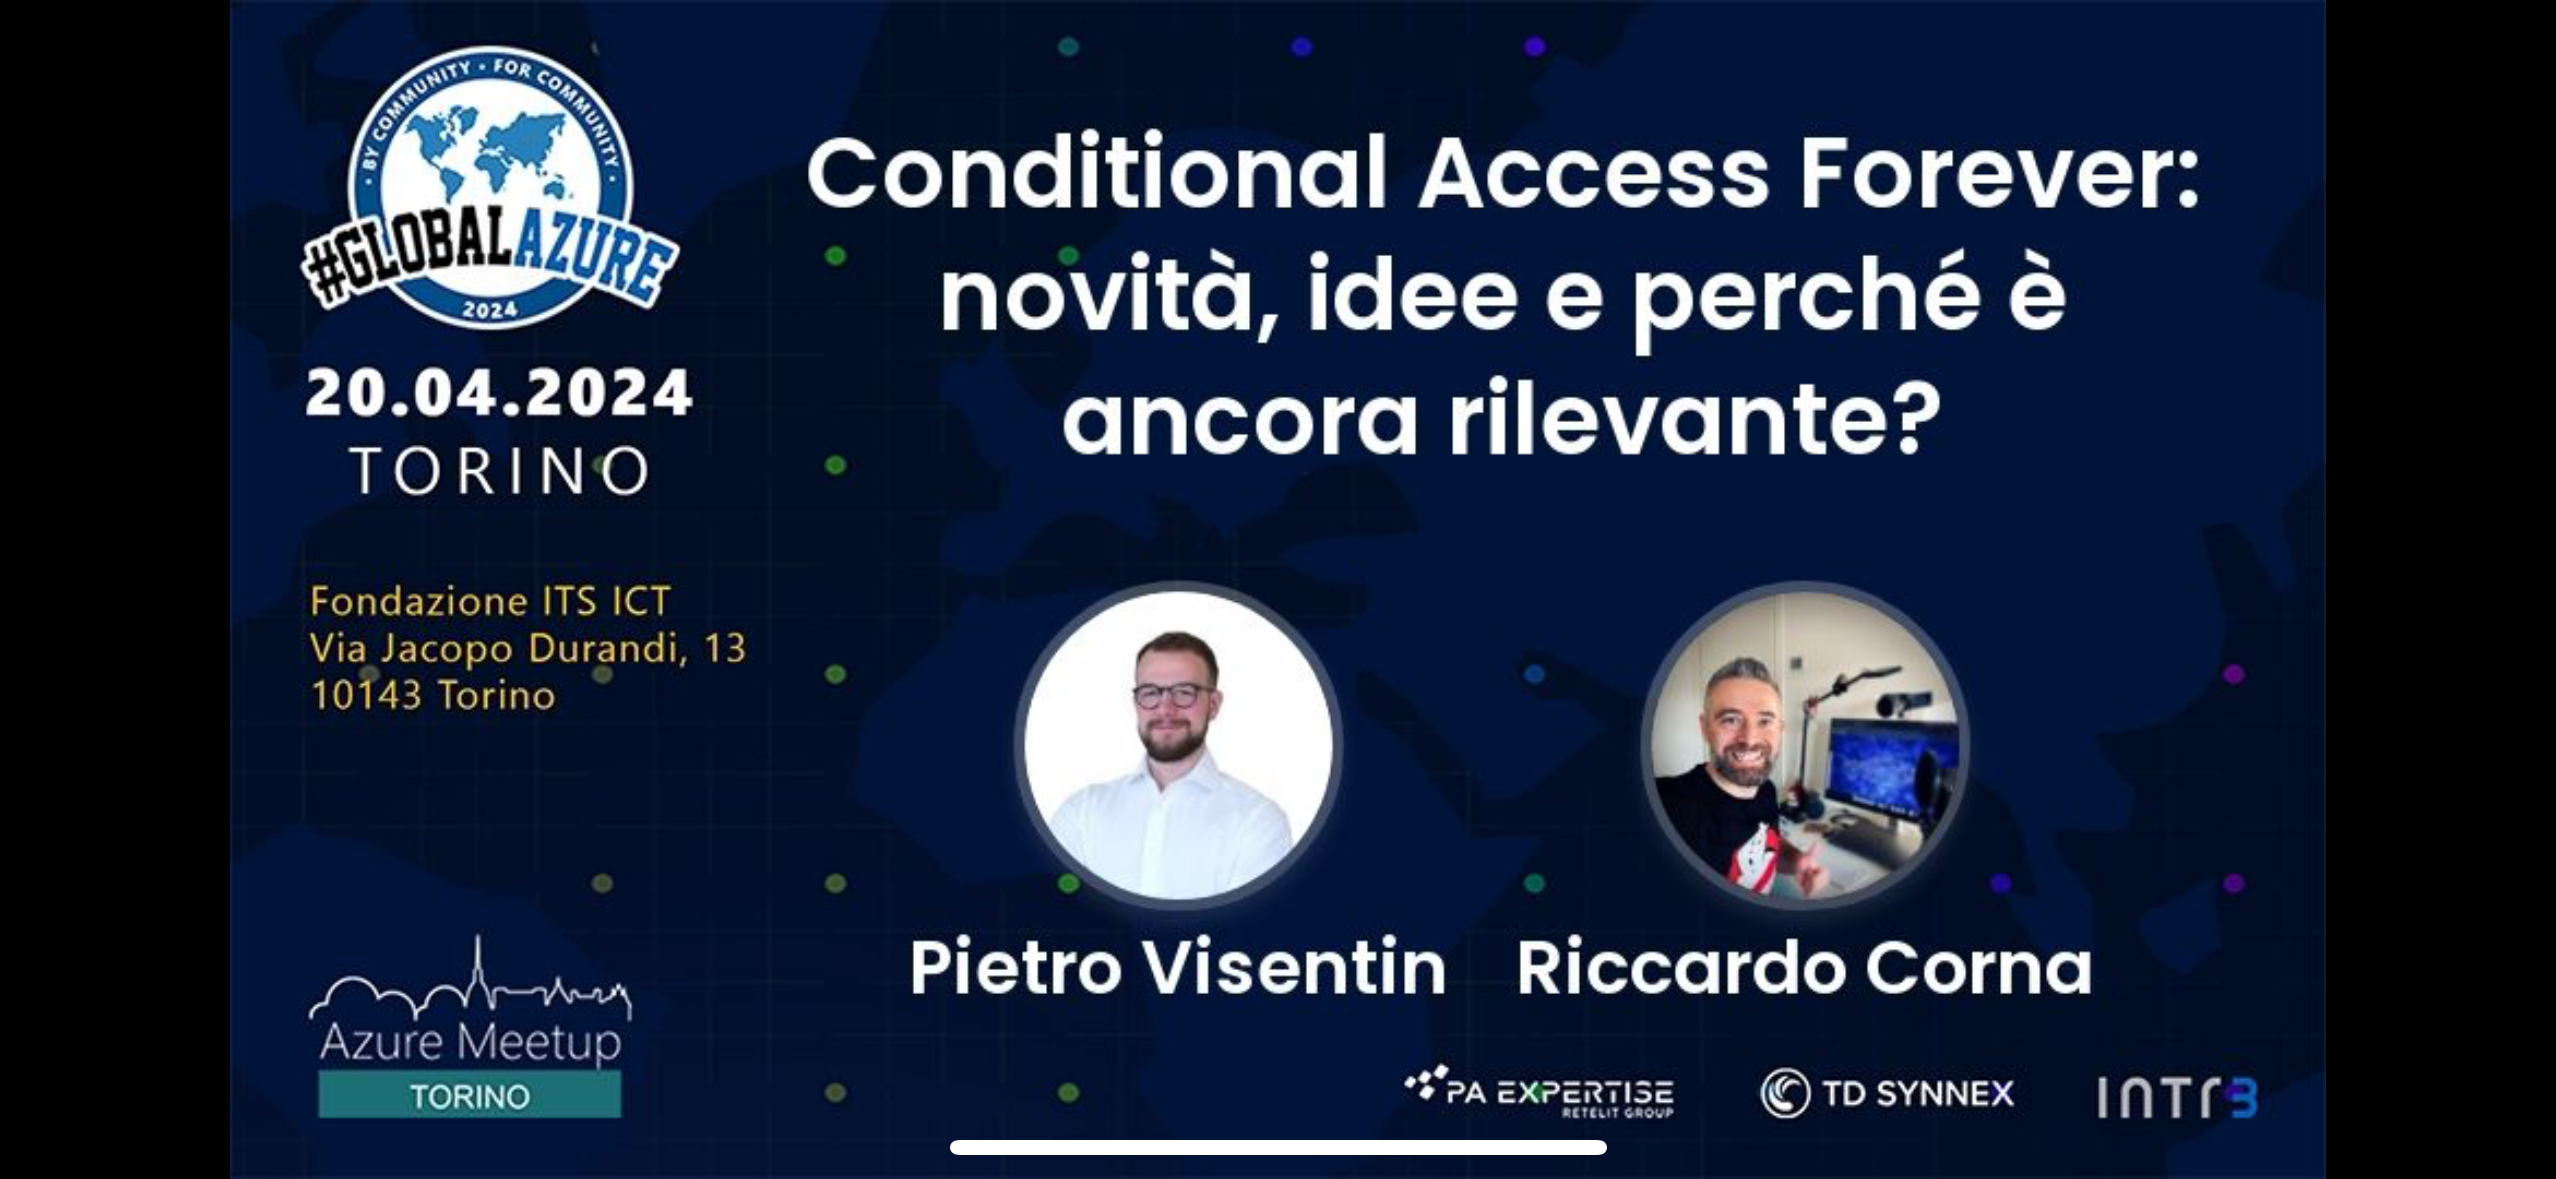 BY COMMUNITY • FOR COMMUNITY
#GLOBALAZURE
2024
20.04.2024
TORINO
Fondazione ITS ICT
Via Jacopo Durandi, 13
10143 Torino
Azure Meetup
TORINO
Conditional Access Forever:
novità, idee e perché è
ancora rilevante?
Pietro Visentin
Riccardo Corna
PA EXPERTISE
RETELIT GROUP
TD SYNNEX
INTR3